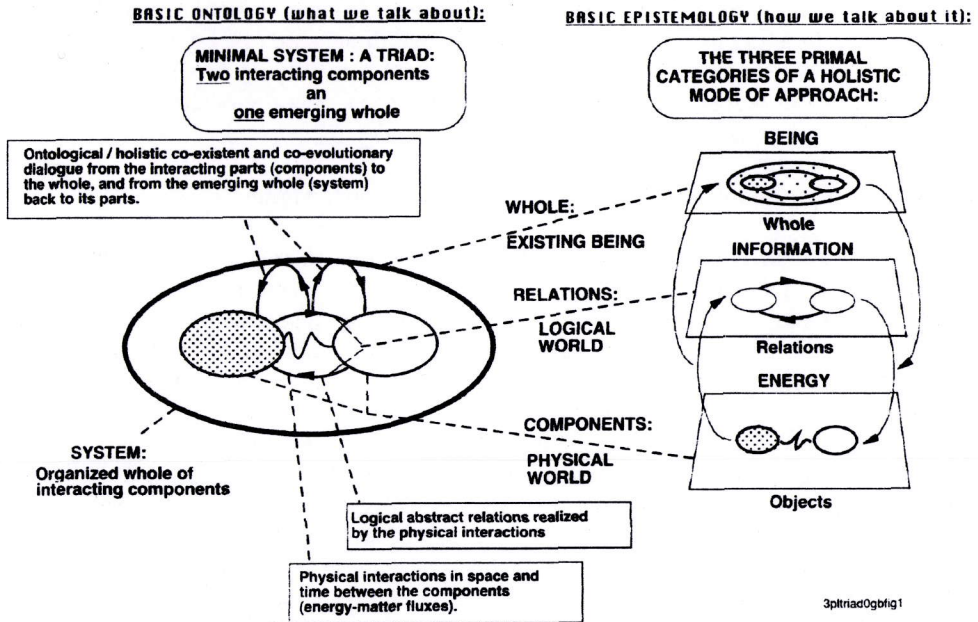 BASIC ONTOLOGY (what we talk about):
BASIC EPISTEMOLOGY (how we talk about it):
MINIMAL SYSTEM : A TRIAD:
Two interacting components
an
one emerging whole
THE THREE PRIMAL
CATEGORIES OF A HOLISTIC
MODE OF APPROACH:
Ontological / holistic co-existent and co-evolutionary
dialogue from the interacting parts (components) to
the whole, and from the emerging whole (system)
back to its parts.
WHOLE:
EXISTING BEING
RELATIONS:
LOGICAL
WORLD
COMPONENTS:
PHYSICAL
WORLD
BEING
Whole
INFORMATION
Relations
ENERGY
Objects
SYSTEM:
Organized whole of
interacting components
Logical abstract relations realized
by the physical interactions
Physical interactions in space and
time between the components
(energy-matter fluxes).
3pltriad0gbfig1